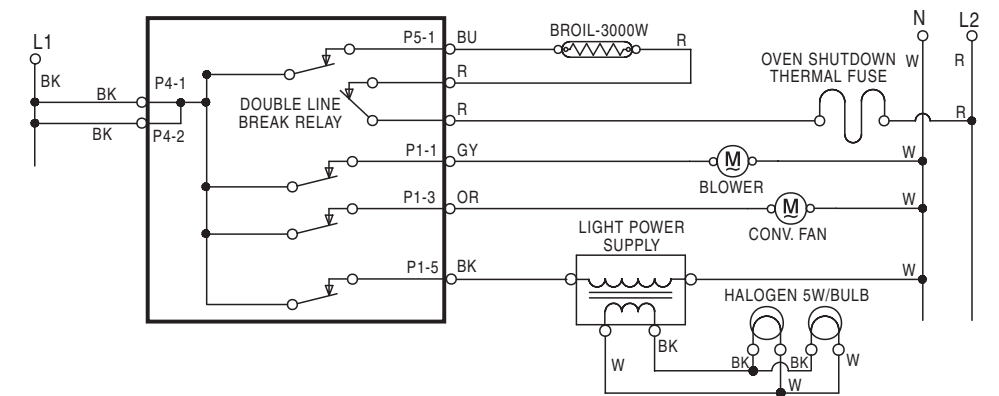 L1
BK
BK
BK
P4-1
P4-2
DOUBLE LINE
BREAK RELAY
P5-1
BU
BROIL-3000W
R
R
R
OVEN SHUTDOWN
THERMAL FUSE
N
L2
W
R
R
P1-1
GY
M
BLOWER
W
P1-3
OR
M
CONV. FAN
W
LIGHT POWER
SUPPLY
P1-5
BK
W
HALOGEN 5W/BULB
W
BK
BK
BK
W
W